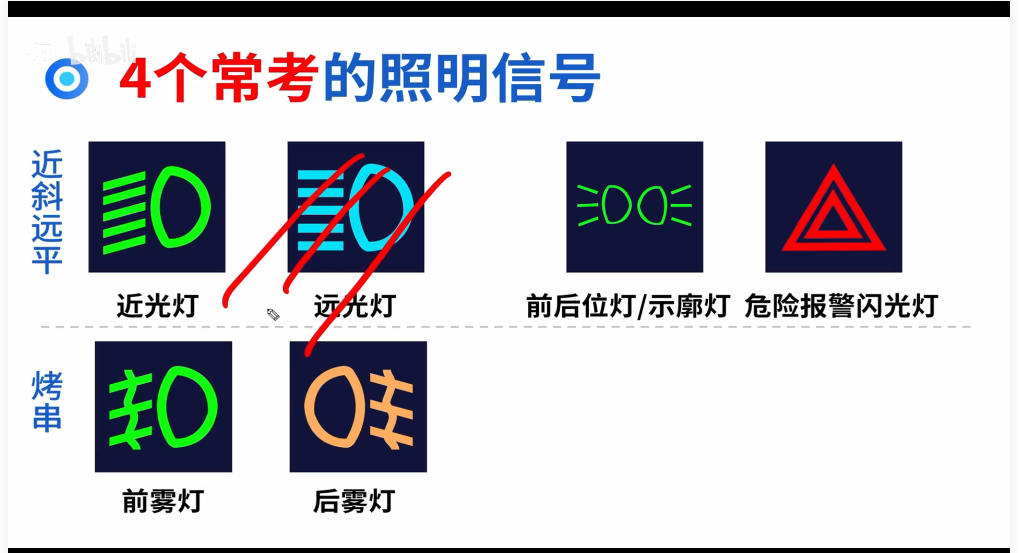 bilibili
4个常考的照明信号
近斜远平
近光灯
远光灯
前后位灯/示廓灯
危险报警闪光灯
烤串
前雾灯
后雾灯